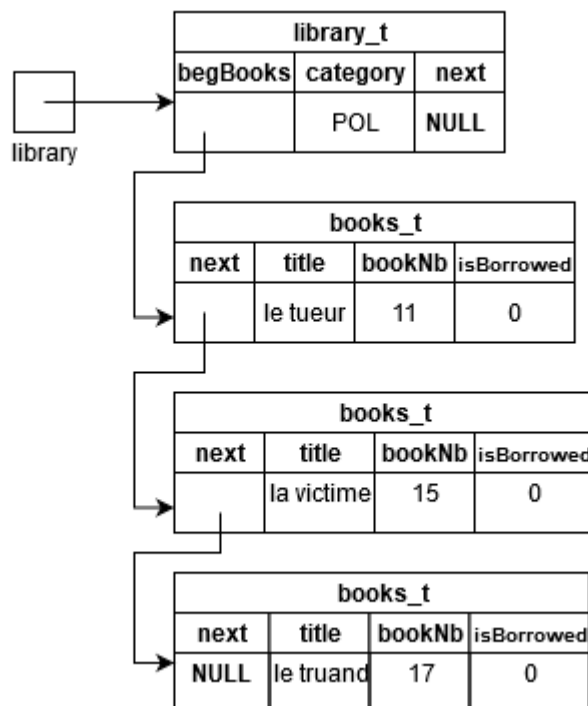 library_t
begBooks category next
library
POL NULL
books_t
next title bookNb isBorrowed
le tueur 11 0
books_t
next title bookNb isBorrowed
la victime 15 0
books_t
next title bookNb isBorrowed
NULL le truand 17 0